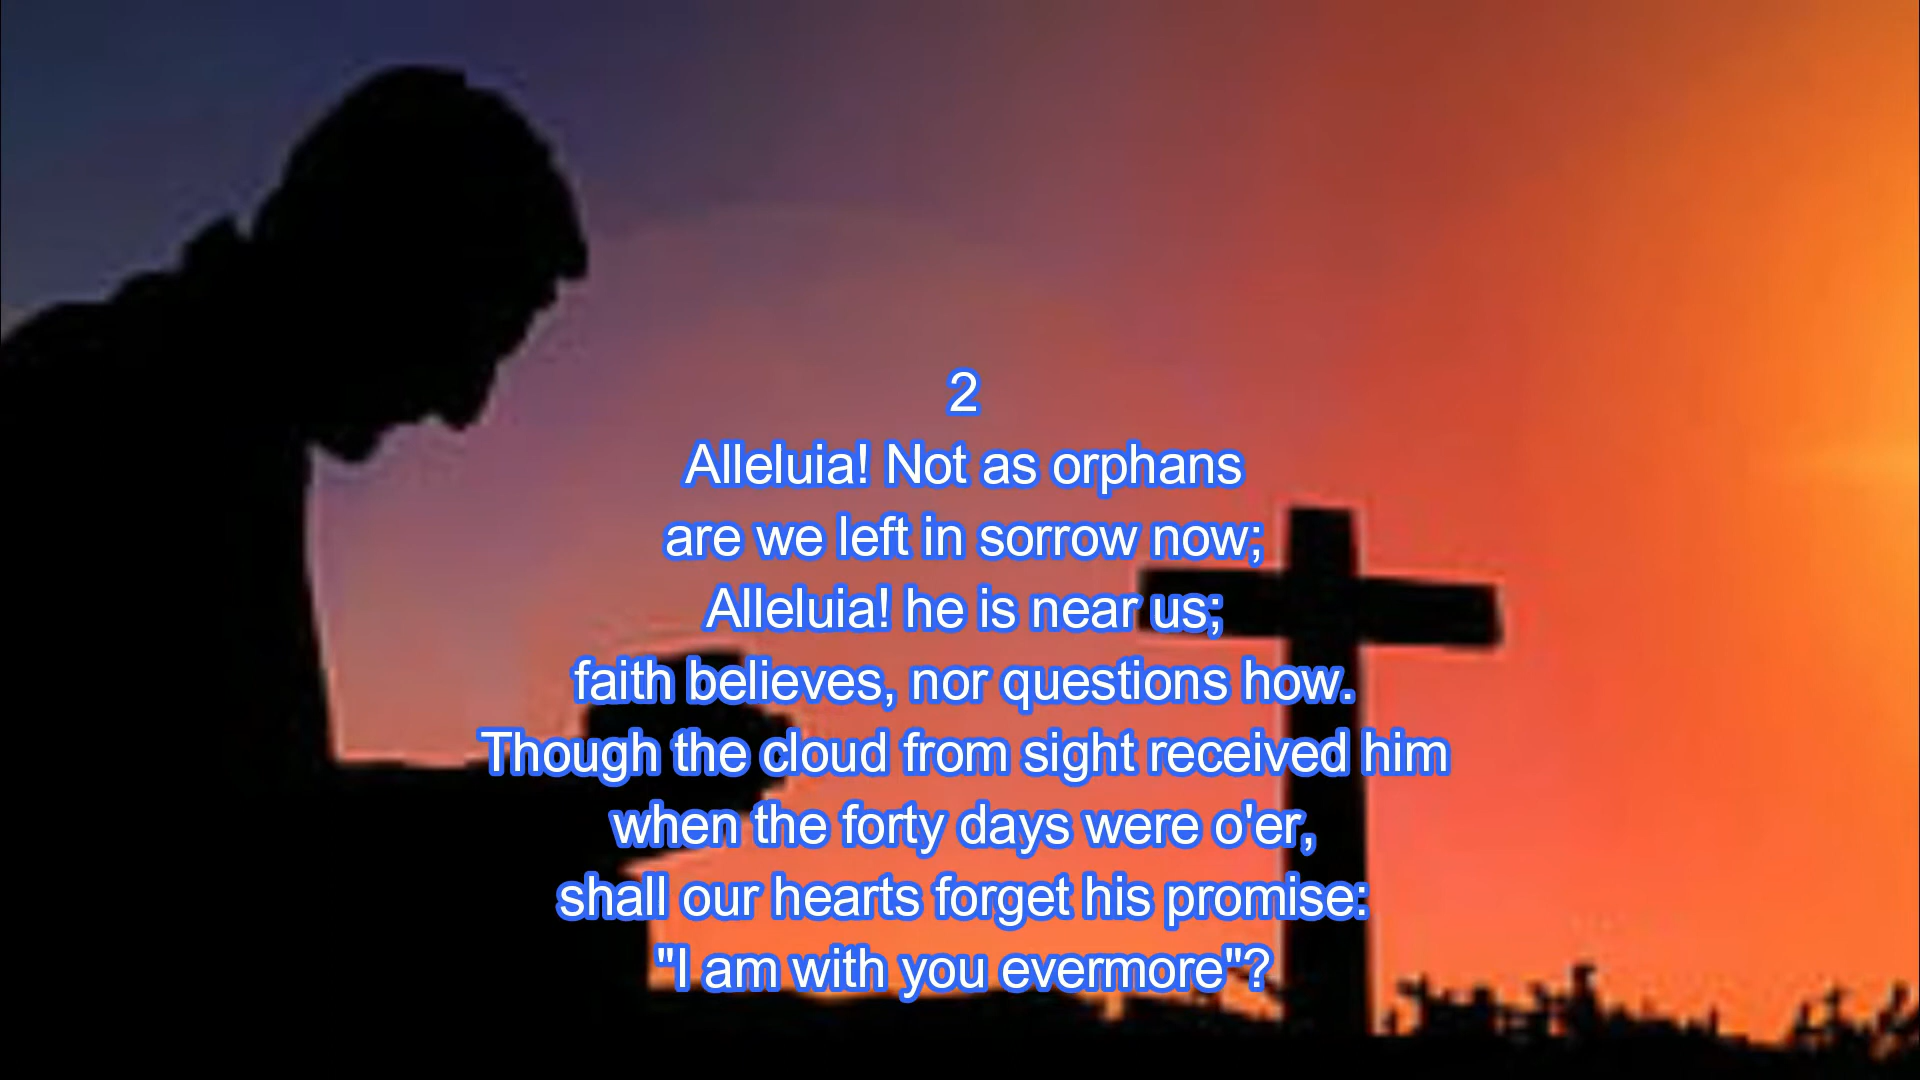 2
Alleluia! Not as orphans
are we left in sorrow now;
Alleluia! he is near us;
faith believes, nor questions how.
Though the cloud from sight received him
when the forty days were o'er,
shall our hearts forget his promise:
"I am with you evermore"?